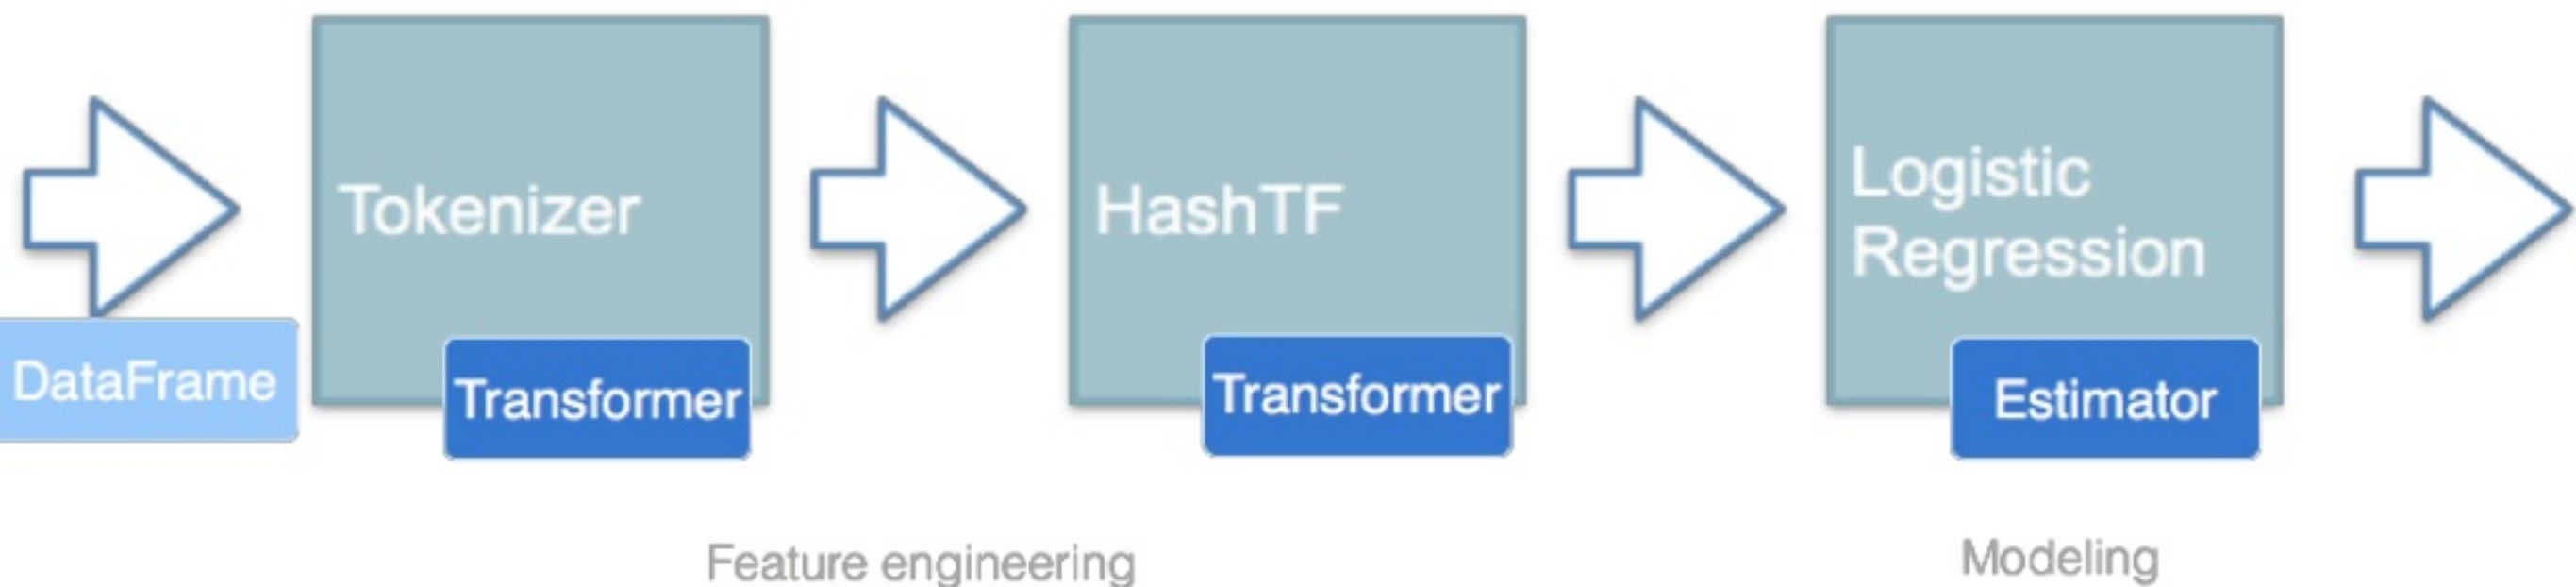 Tokenizer
HashTF
Logistic
Regression
DataFrame
Transformer
Transformer
Estimator
Feature engineering
Modeling